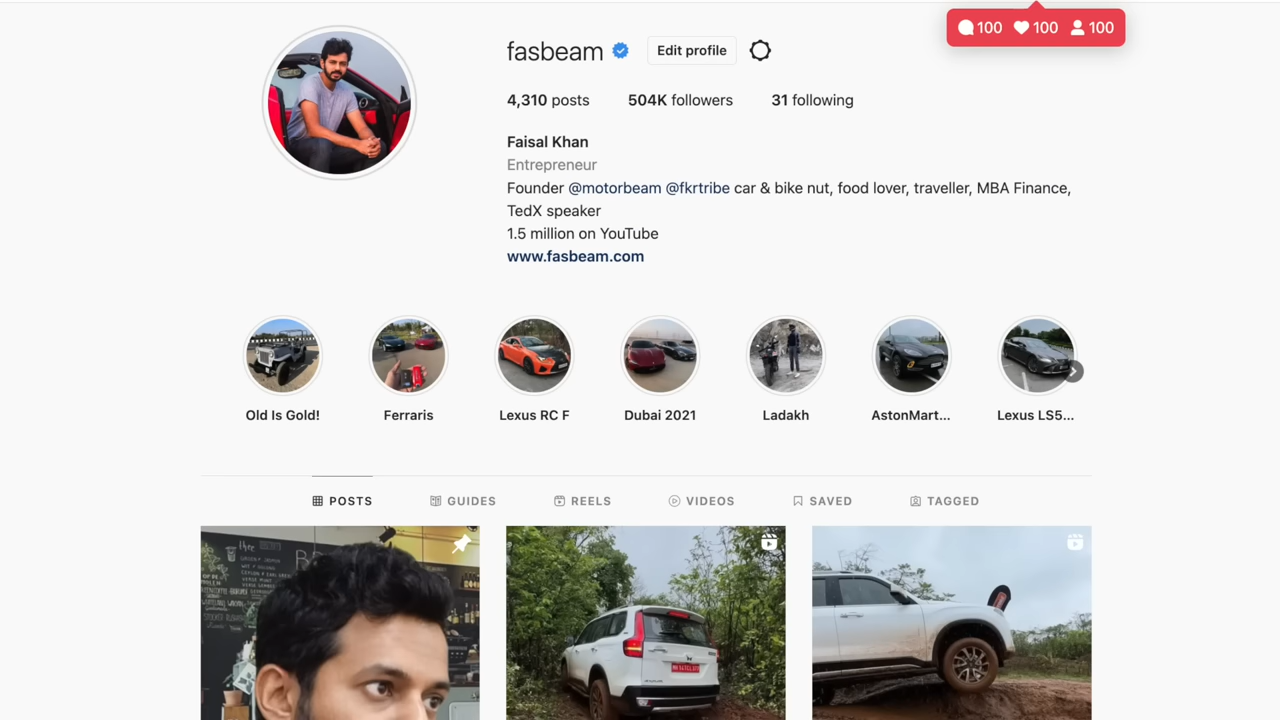 100 100 100
fasbeam Edit profile
4,310 posts 504K followers 31 following
Faisal Khan
Entrepreneur
Founder @motorbeam @fkrtribe car & bike nut, food lover, traveller, MBA Finance,
TedX speaker
1.5 million on YouTube
www.fasbeam.com
Old Is Gold! Ferraris Lexus RC F Dubai 2021 Ladakh AstonMart... Lexus LS5...
POSTS GUIDES REELS VIDEOS SAVED TAGGED